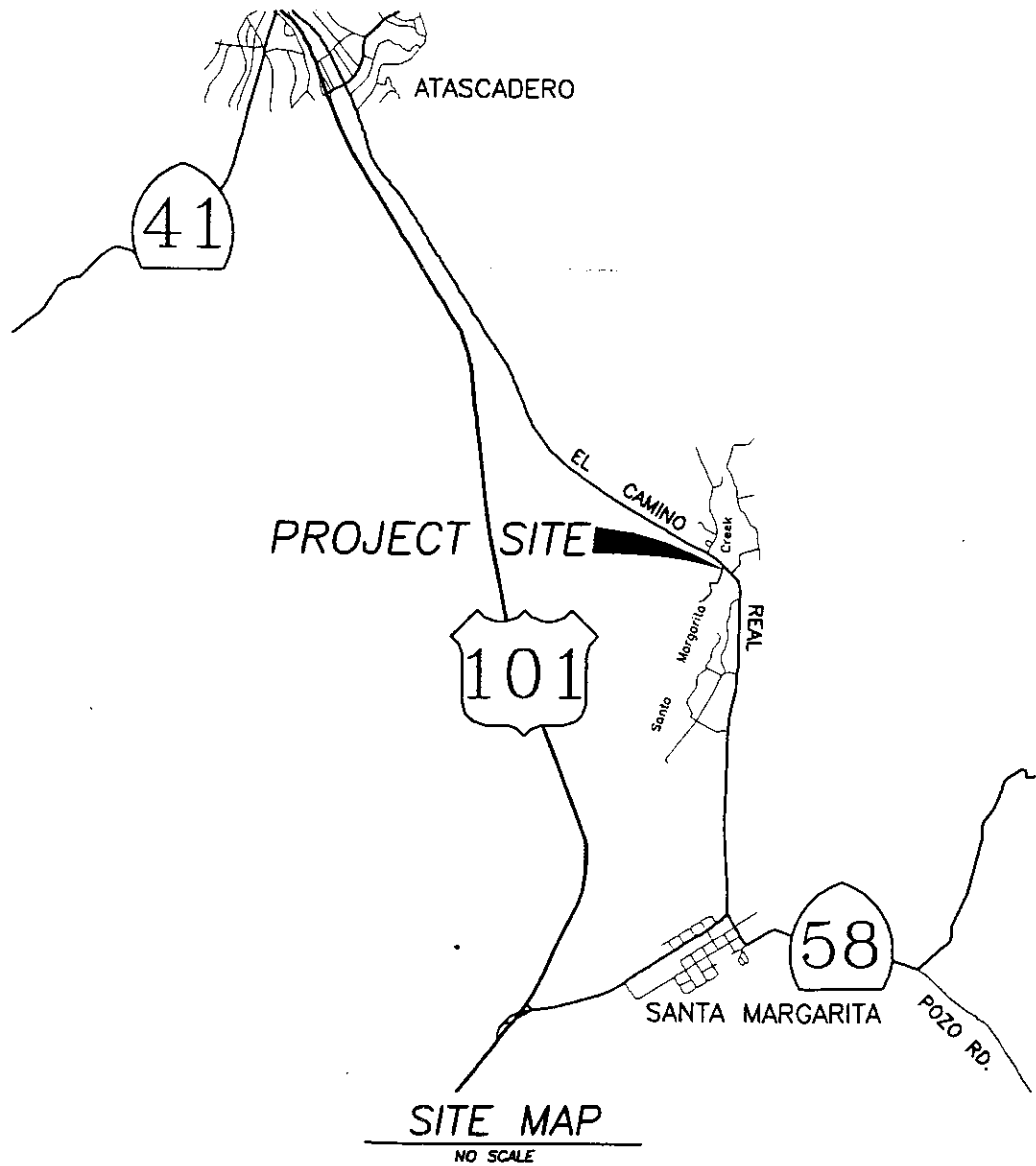 ATASCADERO
41
EL CAMINO REAL
Creek
PROJECT SITE
Santa Margarita
101
58
SANTA MARGARITA
POZO RD.
SITE MAP
NO SCALE